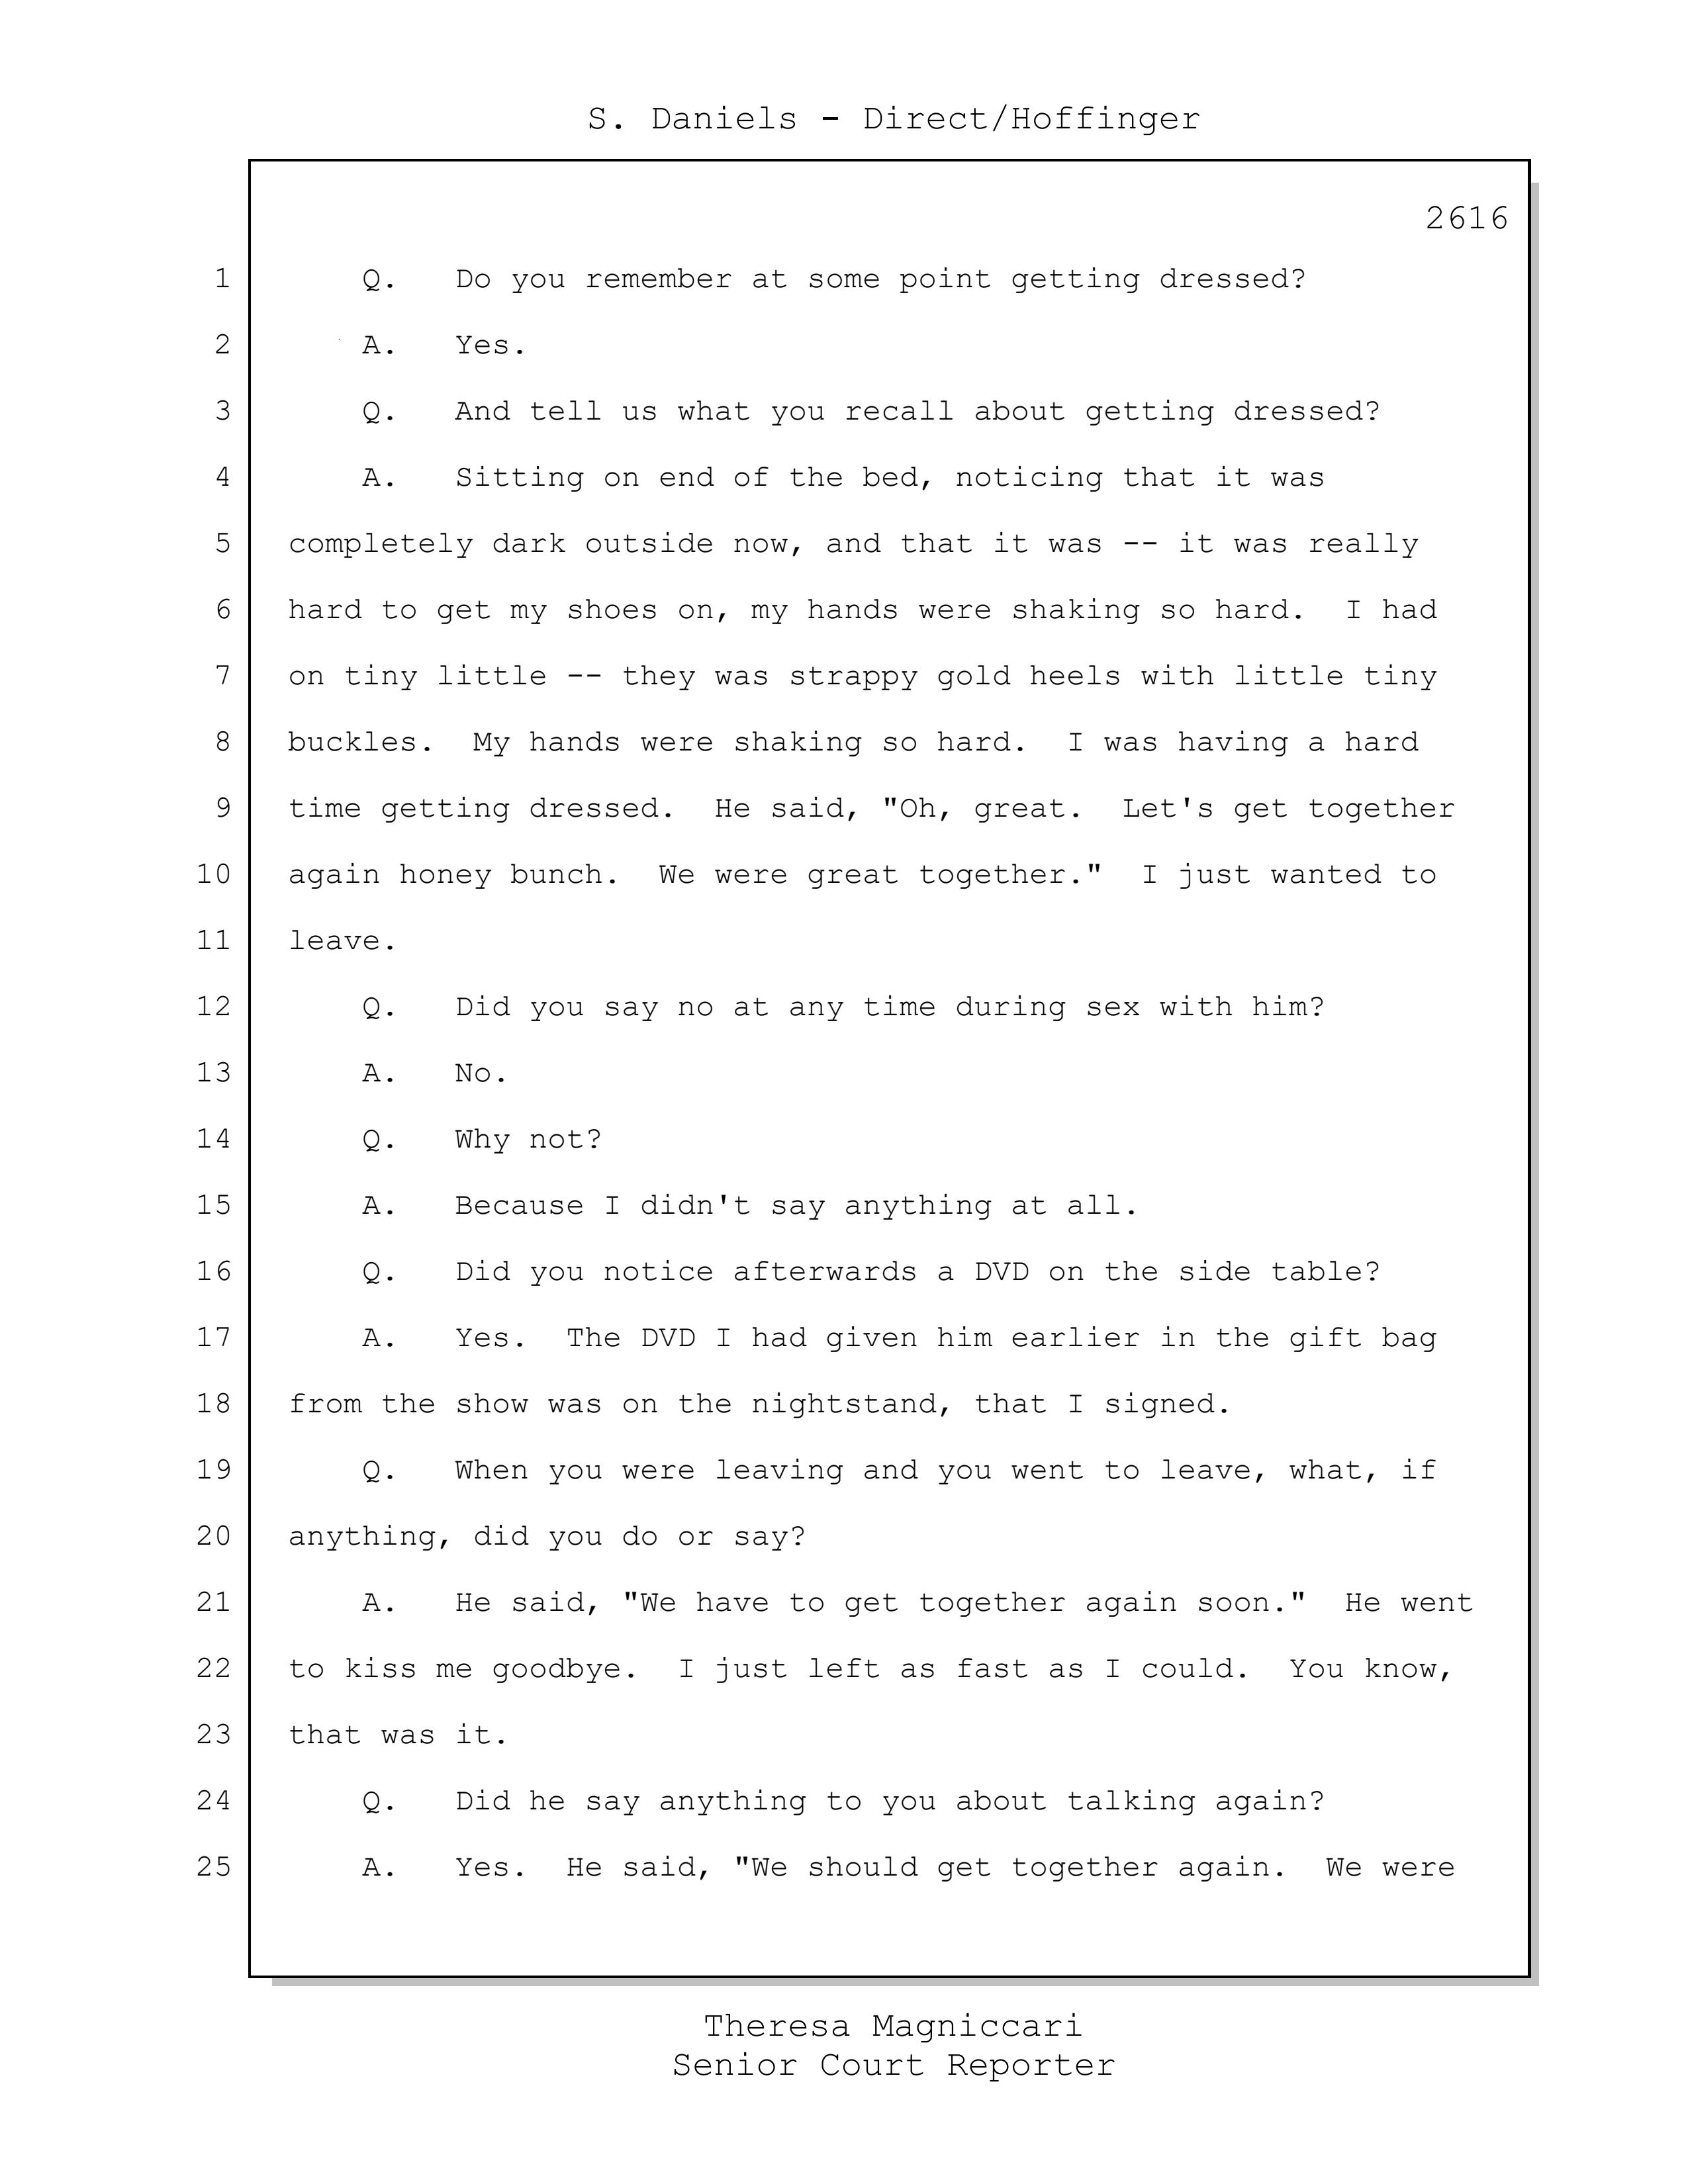 S. Daniels - Direct/Hoffinger
2616
1 Q. Do you remember at some point getting dressed?
2 A. Yes.
3 Q. And tell us what you recall about getting dressed?
4 A. Sitting on end of the bed, noticing that it was
5 completely dark outside now, and that it was -- it was really
6 hard to get my shoes on, my hands were shaking so hard. I had
7 on tiny little -- they was strappy gold heels with little tiny
8 buckles. My hands were shaking so hard. I was having a hard
9 time getting dressed. He said, "Oh, great. Let's get together
10 again honey bunch. We were great together." I just wanted to
11 leave.
12 Q. Did you say no at any time during sex with him?
13 A. No.
14 Q. Why not?
15 A. Because I didn't say anything at all.
16 Q. Did you notice afterwards a DVD on the side table?
17 A. Yes. The DVD I had given him earlier in the gift bag
18 from the show was on the nightstand, that I signed.
19 Q. When you were leaving and you went to leave, what, if
20 anything, did you do or say?
21 A. He said, "We have to get together again soon." He went
22 to kiss me goodbye. I just left as fast as I could. You know,
23 that was it.
24 Q. Did he say anything to you about talking again?
25 A. Yes. He said, "We should get together again. We were
Theresa Magniccari
Senior Court Reporter